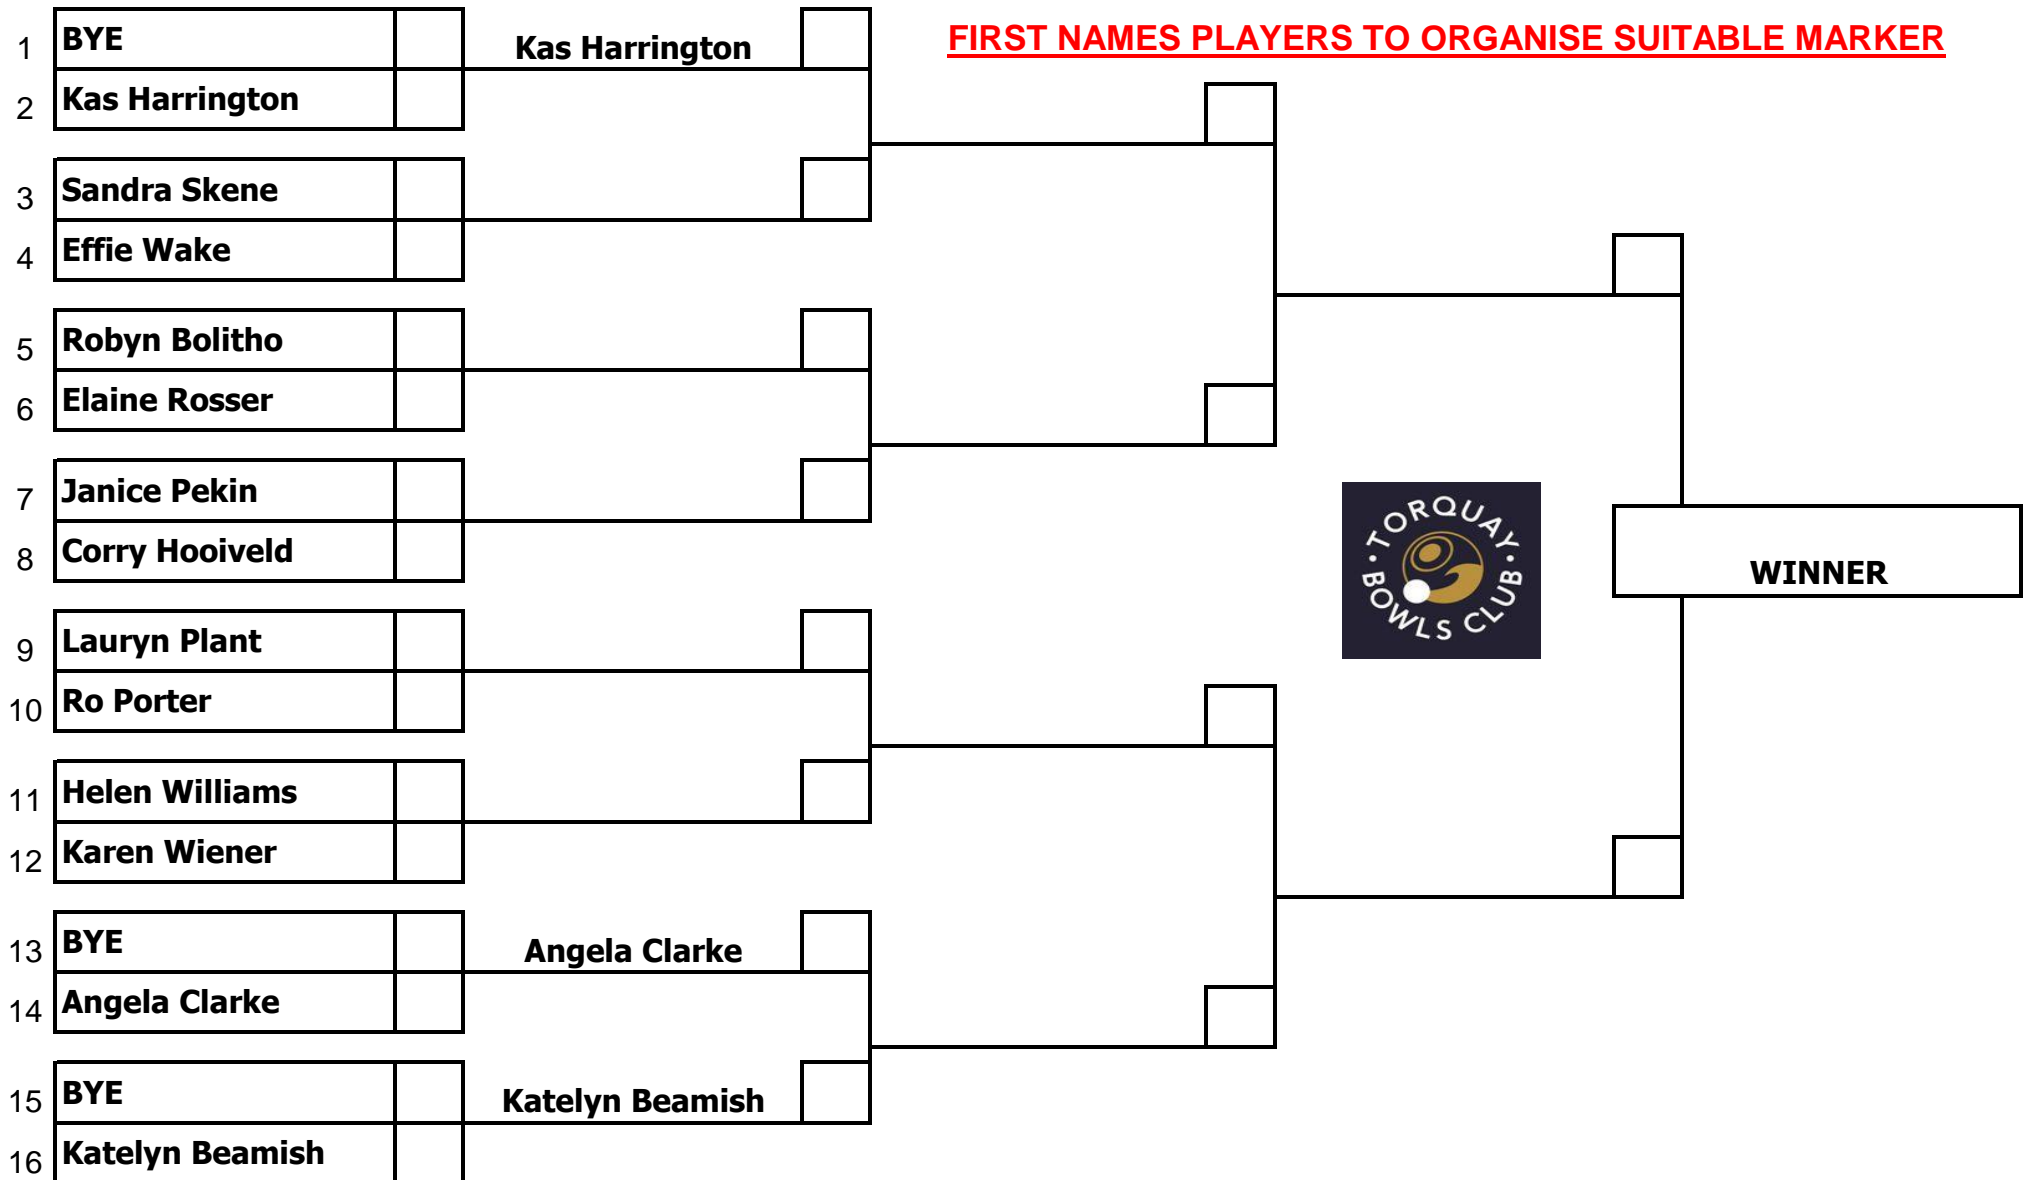 FIRST NAMES PLAYERS TO ORGANISE SUITABLE MARKER
1 BYE
Kas Harrington
2 Kas Harrington
3 Sandra Skene
4 Effie Wake
5 Robyn Bolitho
6 Elaine Rosser
7 Janice Pekin
8 Corry Hooiveld
9 Lauryn Plant
10 Ro Porter
11 Helen Williams
12 Karen Wiener
13 BYE
Angela Clarke
14 Angela Clarke
15 BYE
Katelyn Beamish
16 Katelyn Beamish
· TORQUAY ·
BOWLS CLUB
WINNER